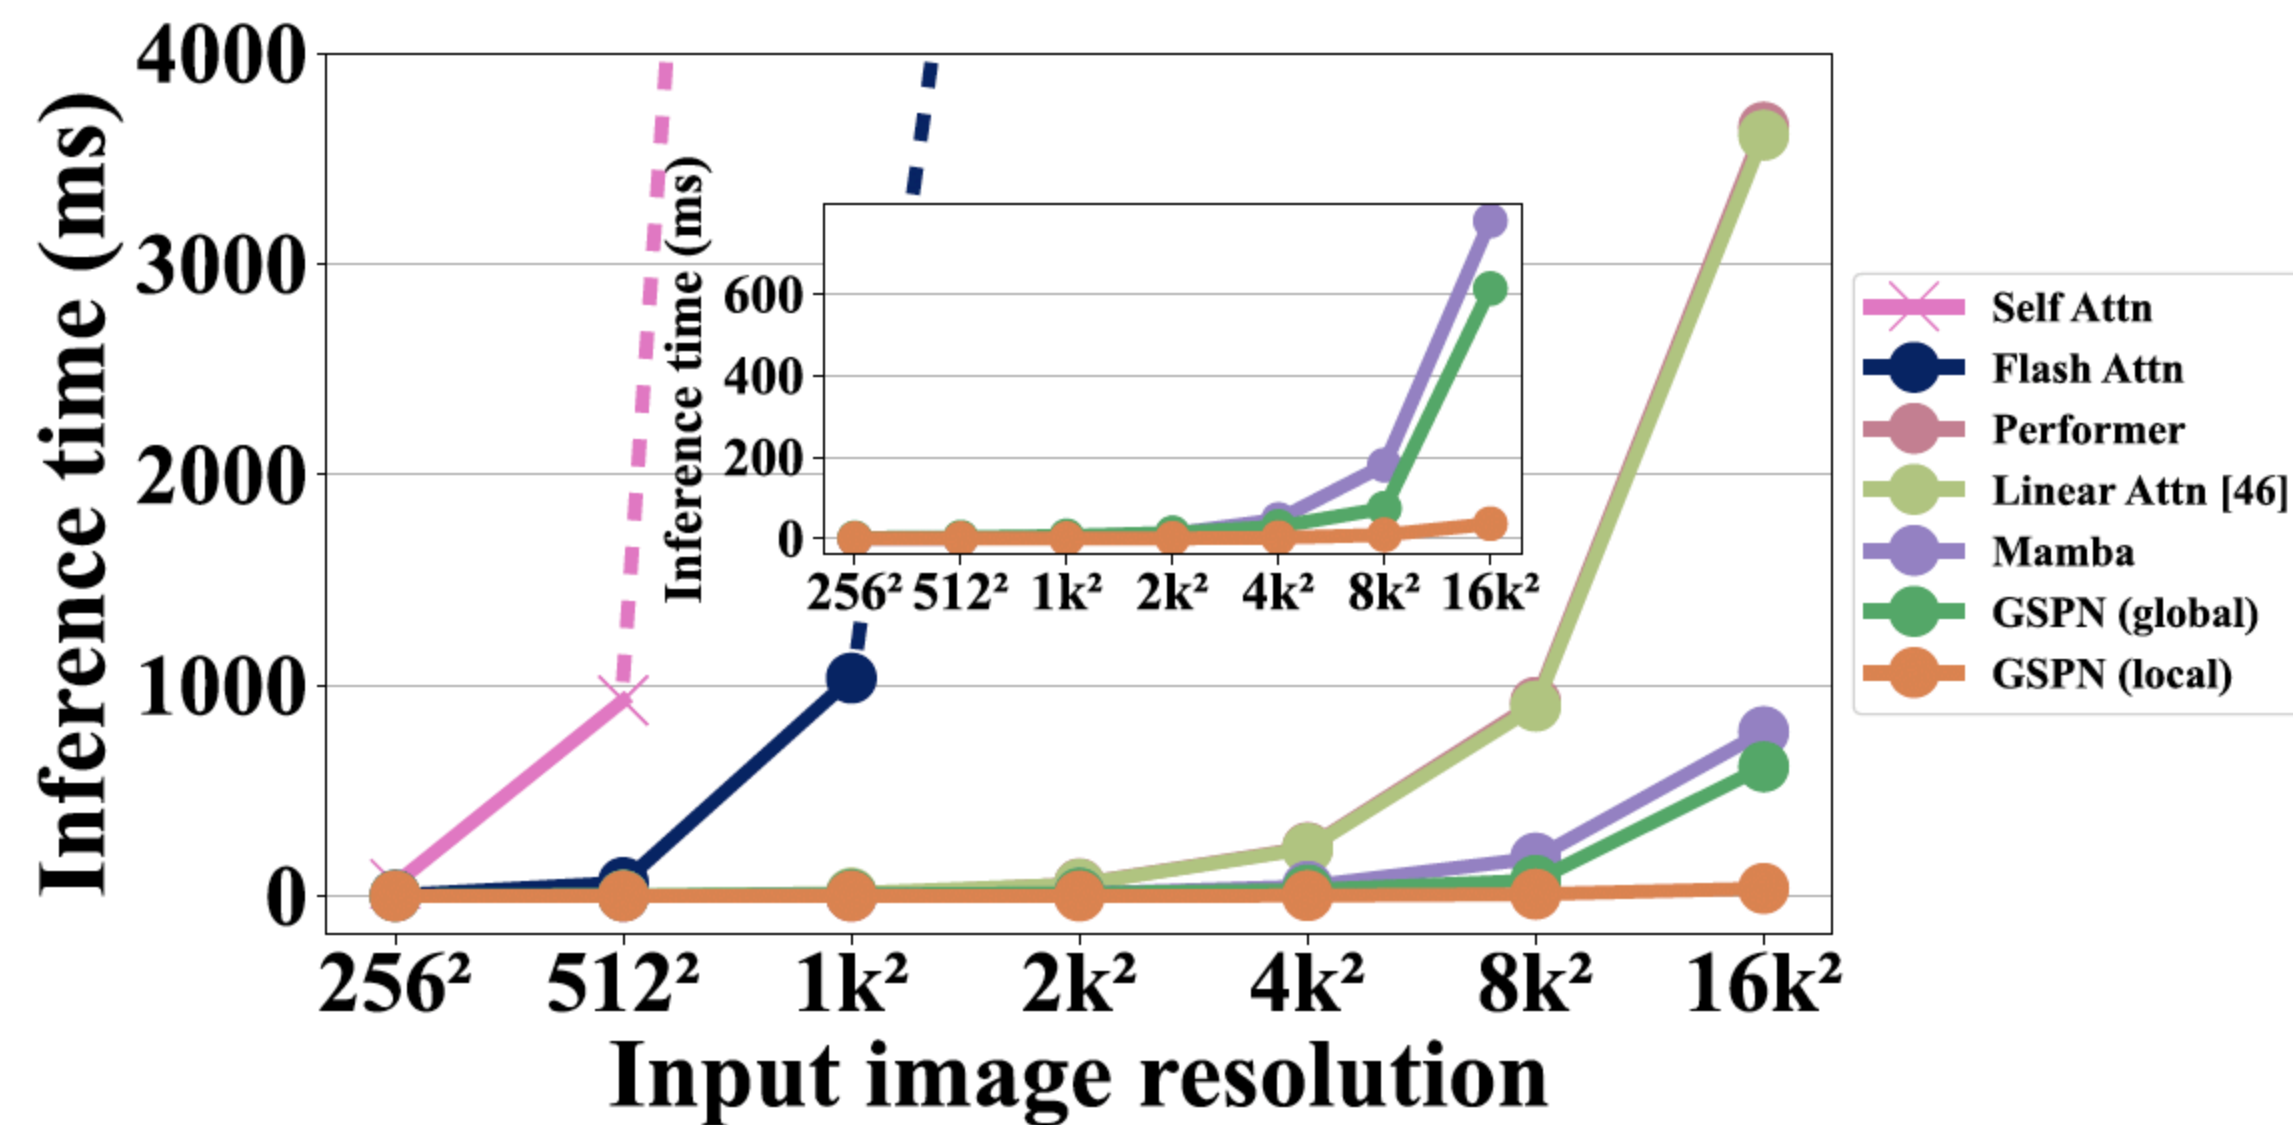 Inference time (ms)
4000
3000
2000
1000
0
256²
512²
1k²
2k²
4k²
8k²
16k²
Input image resolution
Inference time (ms)
600
400
200
0
256²
512²
1k²
2k²
4k²
8k²
16k²
Self Attn
Flash Attn
Performer
Linear Attn [46]
Mamba
GSPN (global)
GSPN (local)